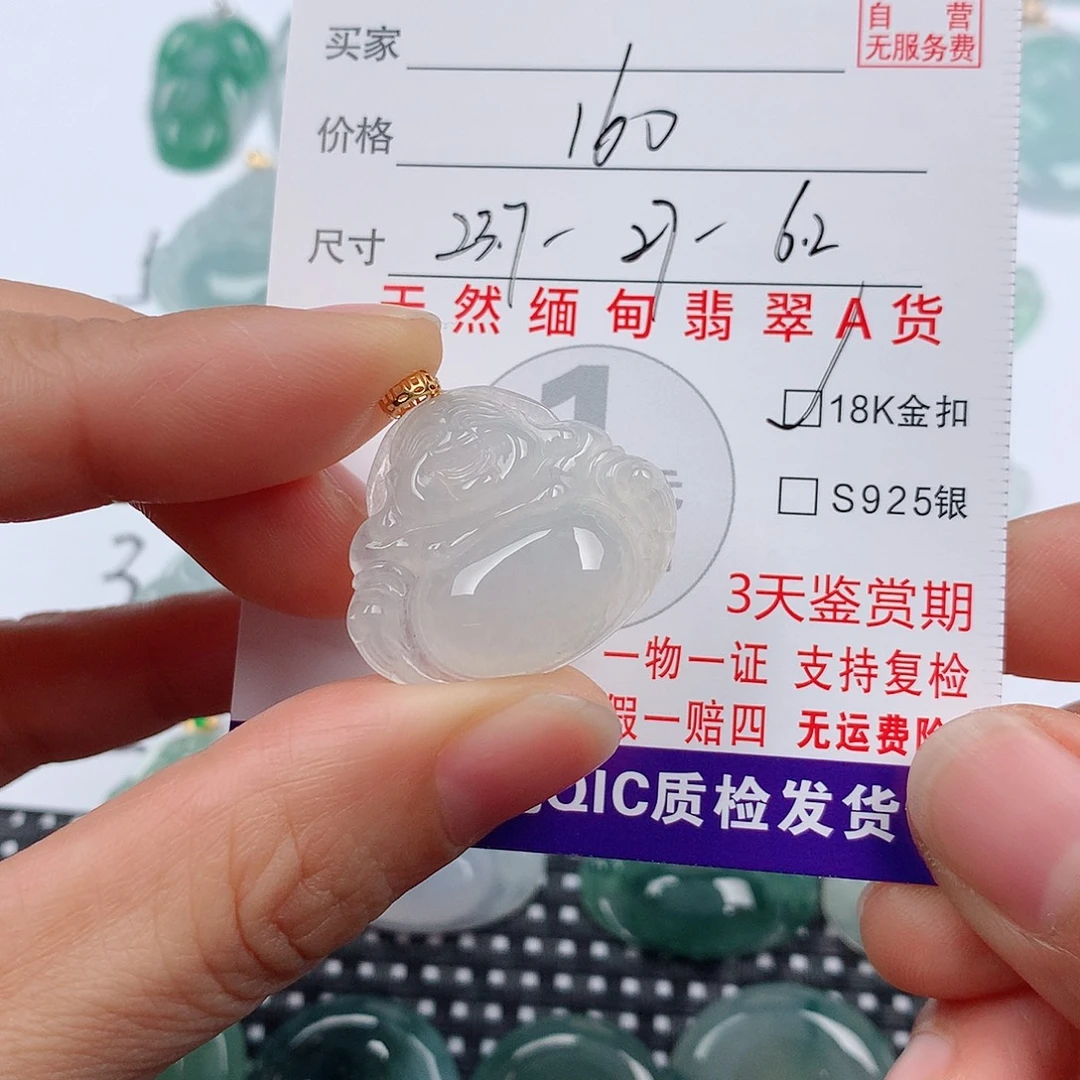 自 营
无服务费
买家
价格 160
尺寸 23.7 - 27 - 6.2
天然缅甸翡翠A货
1
18K金扣
S925银
3天鉴赏期
一物一证 支持复检
假一赔四 无运费险
QIC质检发货
3